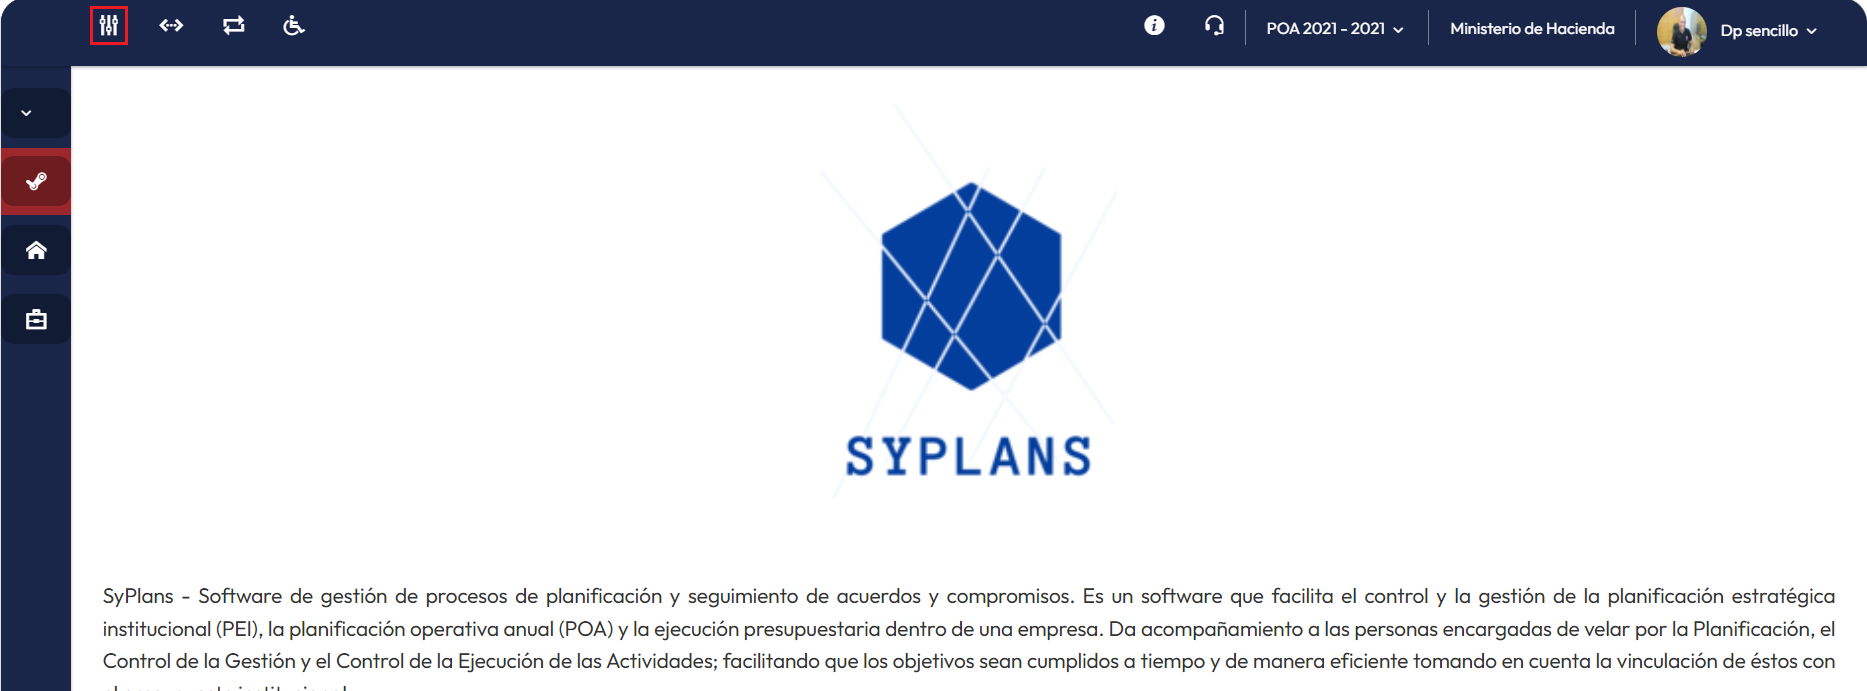 POA 2021 - 2021
Ministerio de Hacienda
Dp sencillo
SYPLANS
SyPlans - Software de gestión de procesos de planificación y seguimiento de acuerdos y compromisos. Es un software que facilita el control y la gestión de la planificación estratégica
institucional (PEI), la planificación operativa anual (POA) y la ejecución presupuestaria dentro de una empresa. Da acompañamiento a las personas encargadas de velar por la Planificación, el
Control de la Gestión y el Control de la Ejecución de las Actividades; facilitando que los objetivos sean cumplidos a tiempo y de manera eficiente tomando en cuenta la vinculación de éstos con